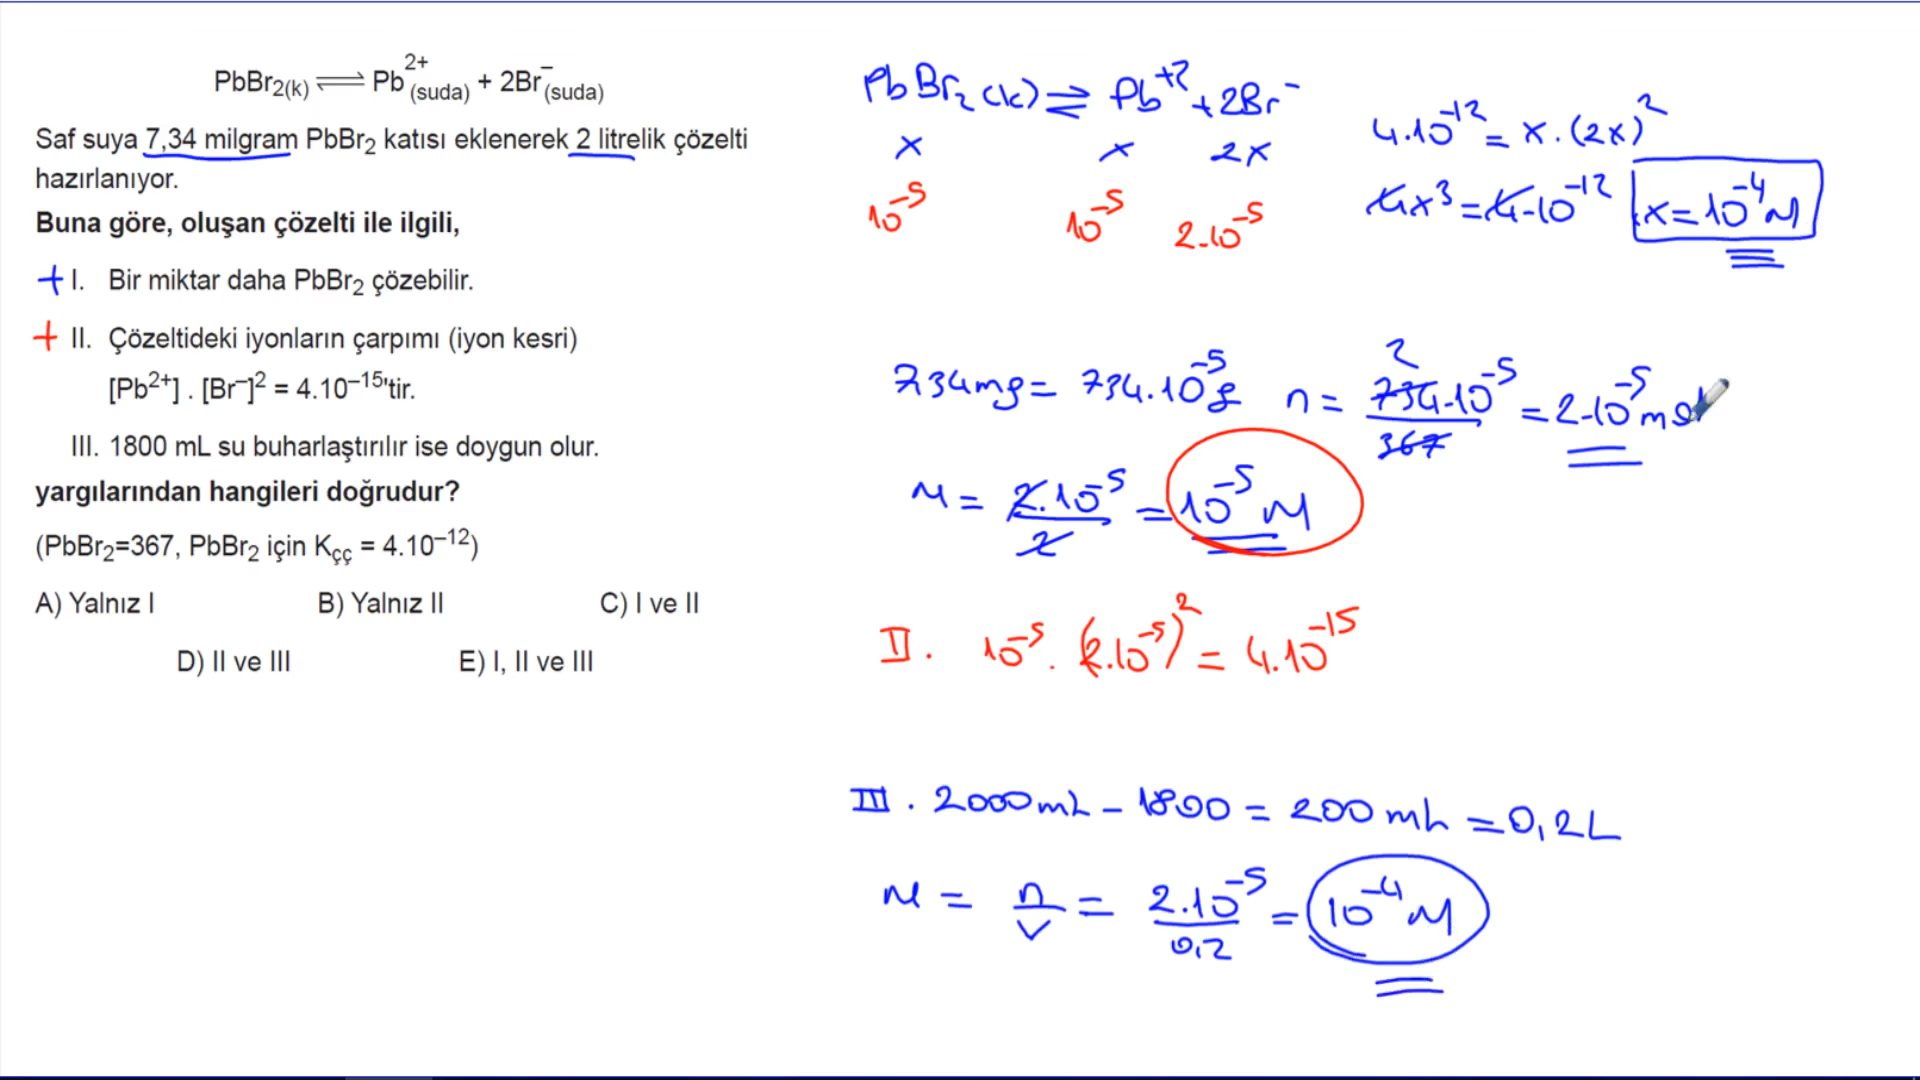 PbBr₂₍ₖ₎ ⇌ Pb²⁺(suda) + 2Br⁻(suda)
Saf suya 7,34 miligram PbBr₂ katısı eklenerek 2 litrelik çözelti
hazırlanıyor.
Buna göre, oluşan çözelti ile ilgili,
+ I. Bir miktar daha PbBr₂ çözebilir.
+ II. Çözeltideki iyonların çarpımı (iyon kesri)
[Pb²⁺] . [Br⁻]² = 4.10⁻¹⁵'tir.
III. 1800 mL su buharlaştırılır ise doygun olur.
yargılarından hangileri doğrudur?
(PbBr₂=367, PbBr₂ için Kçç = 4.10⁻¹²)
A) Yalnız I B) Yalnız II C) I ve II
D) II ve III E) I, II ve III
PbBr₂(k) ⇌ Pb⁺² + 2Br⁻
x x 2x
10⁻⁵ 10⁻⁵ 2.10⁻⁵
4.10⁻¹² = x.(2x)²
4x³ = 4.10⁻¹² x = 10⁻⁴ M
734mg = 734.10⁻⁵ g n = 734.10⁻⁵ / 367 = 2.10⁻⁵ mol
2
M = 2.10⁻⁵ / 2 = 10⁻⁵ M
II. 10⁻⁵ . (2.10⁻⁵)² = 4.10⁻¹⁵
III. 2000mL - 1800 = 200 mL = 0,2L
M = n / V = 2.10⁻⁵ / 0,2 = 10⁻⁴ M